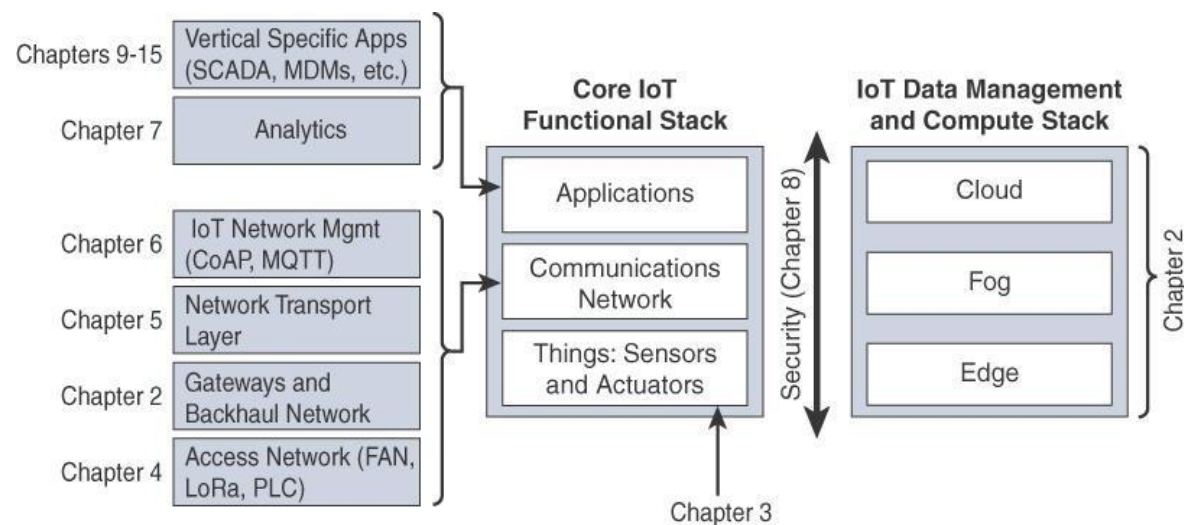 Chapters 9-15
Vertical Specific Apps
(SCADA, MDMs, etc.)
Chapter 7
Analytics
Chapter 6
IoT Network Mgmt
(CoAP, MQTT)
Chapter 5
Network Transport
Layer
Chapter 2
Gateways and
Backhaul Network
Chapter 4
Access Network (FAN,
LoRa, PLC)
Core IoT
Functional Stack
Applications
Communications
Network
Things: Sensors
and Actuators
Chapter 3
Security (Chapter 8)
IoT Data Management
and Compute Stack
Cloud
Fog
Edge
Chapter 2